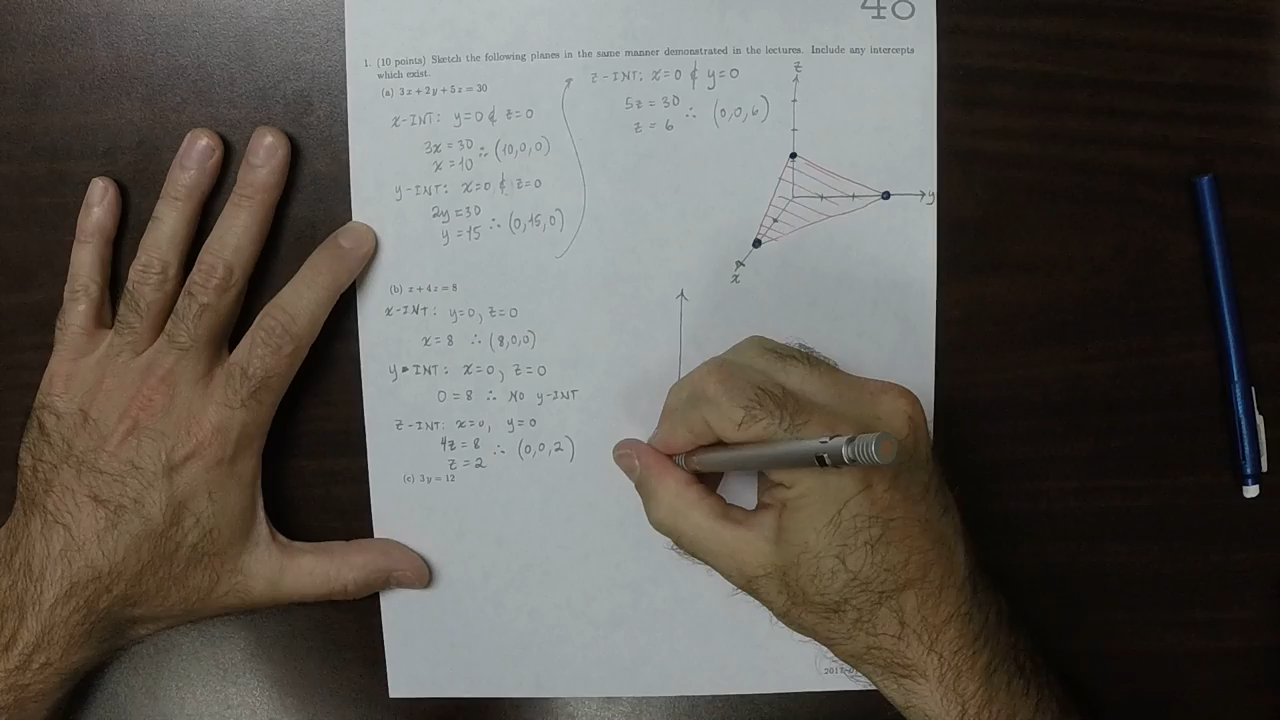 48
1. (10 points) Sketch the following planes in the same manner demonstrated in the lectures. Include any intercepts
which exist.
(a) 3x + 2y + 5z = 30
x-INT: y=0 & z=0
3x = 30
x = 10 ∴ (10,0,0)
y-INT: x=0 & z=0
2y = 30
y = 15 ∴ (0,15,0)
z-INT: x=0 & y=0
5z = 30
z = 6 ∴ (0,0,6)
z
y
x
(b) x + 4z = 8
x-INT: y=0, z=0
x = 8 ∴ (8,0,0)
y-INT: x=0, z=0
0 = 8 ∴ NO y-INT
z-INT: x=0, y=0
4z = 8
z = 2 ∴ (0,0,2)
(c) 3y = 12